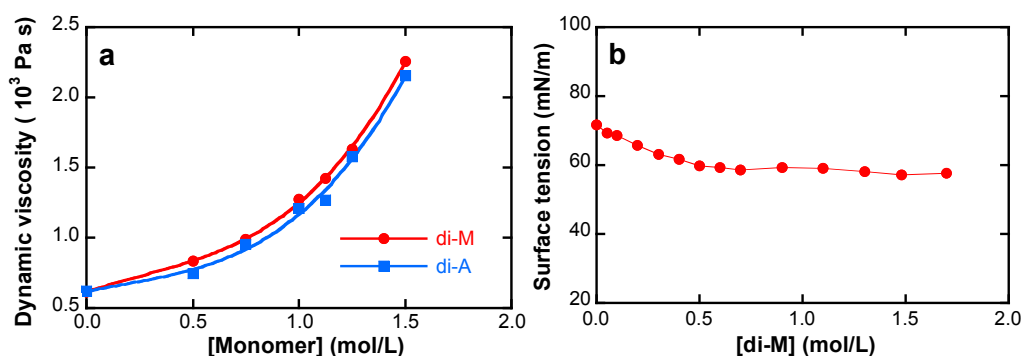 a
Dynamic viscosity ( 10³ Pa s)
2.5
2.0
1.5
1.0
0.5
di-M
di-A
0.0 0.5 1.0 1.5 2.0
[Monomer] (mol/L)
b
Surface tension (mN/m)
100
80
60
40
20
0.0 0.5 1.0 1.5 2.0
[di-M] (mol/L)